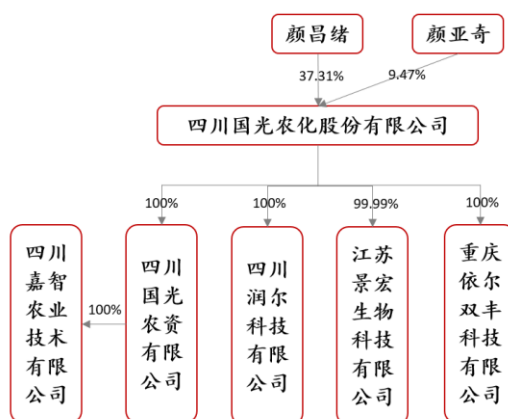 颜昌绪
颜亚奇
37.31%
9.47%
四川国光农化股份有限公司
100%
100%
99.99%
100%
四川
嘉智
农业
技术
有限
公司
100%
四川
国光
农资
有限
公司
四川
润尔
科技
有限
公司
江苏
景宏
生物
科技
有限
公司
重庆
依尔
双丰
科技
有限
公司